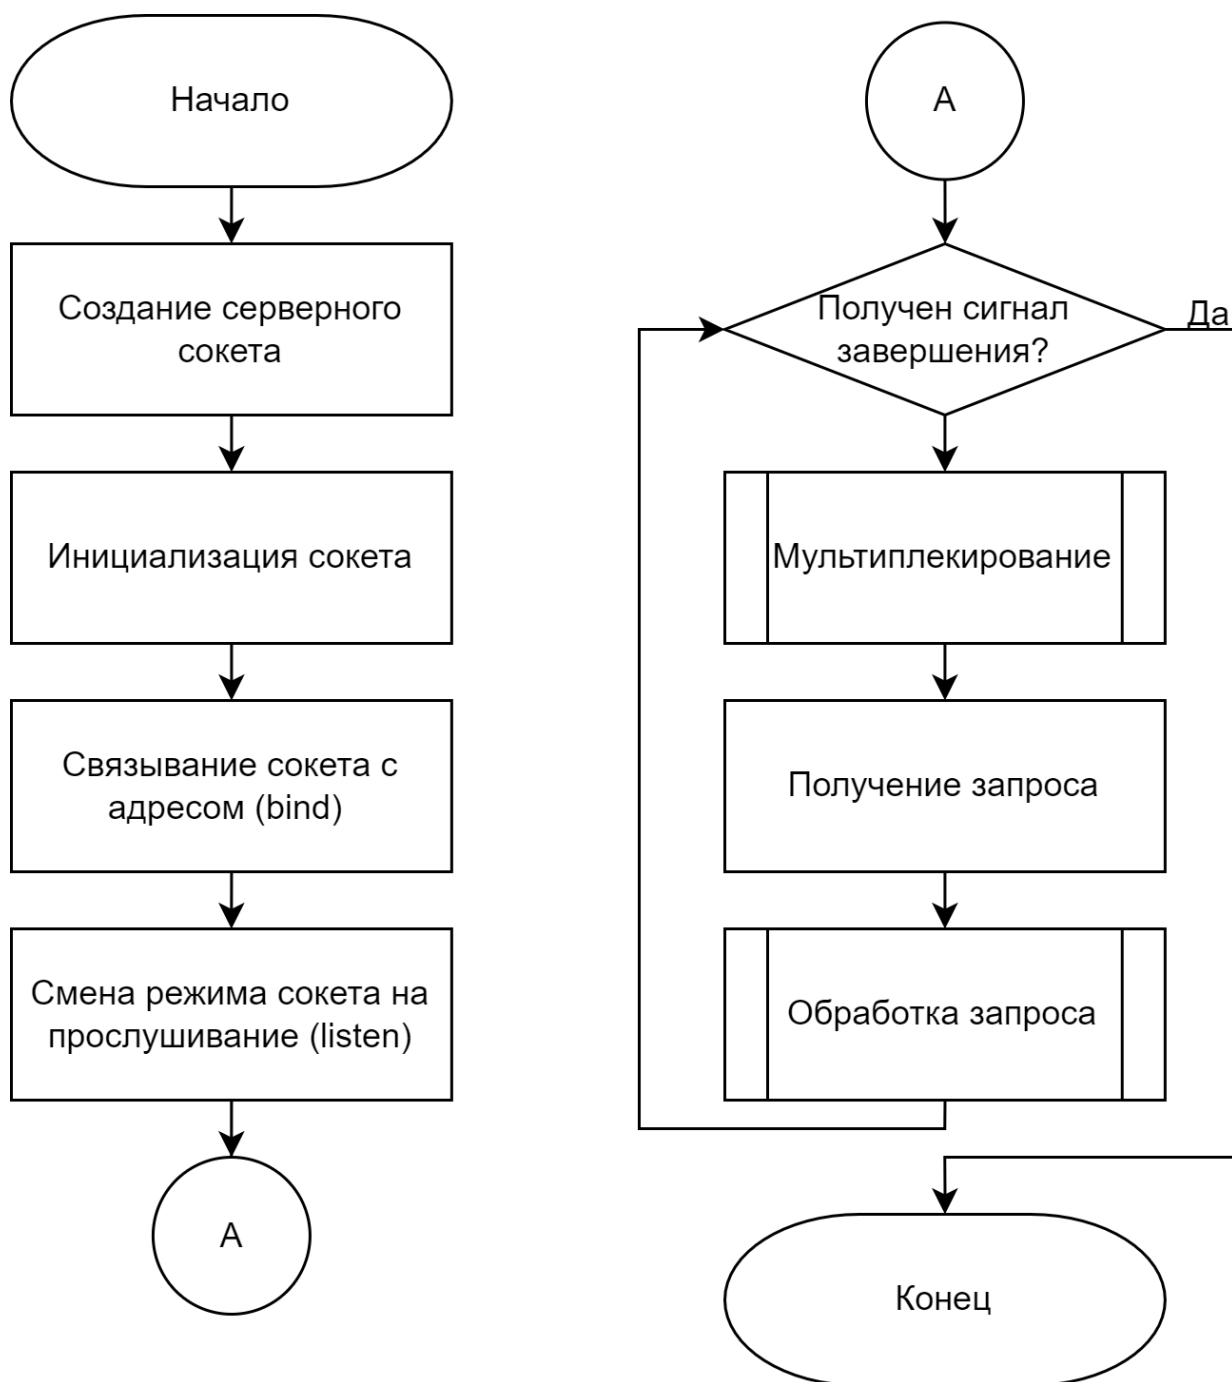 Начало
Создание серверного
сокета
Инициализация сокета
Связывание сокета с
адресом (bind)
Смена режима сокета на
прослушивание (listen)
А
А
Получен сигнал
завершения?
Да
Мультиплекирование
Получение запроса
Обработка запроса
Конец